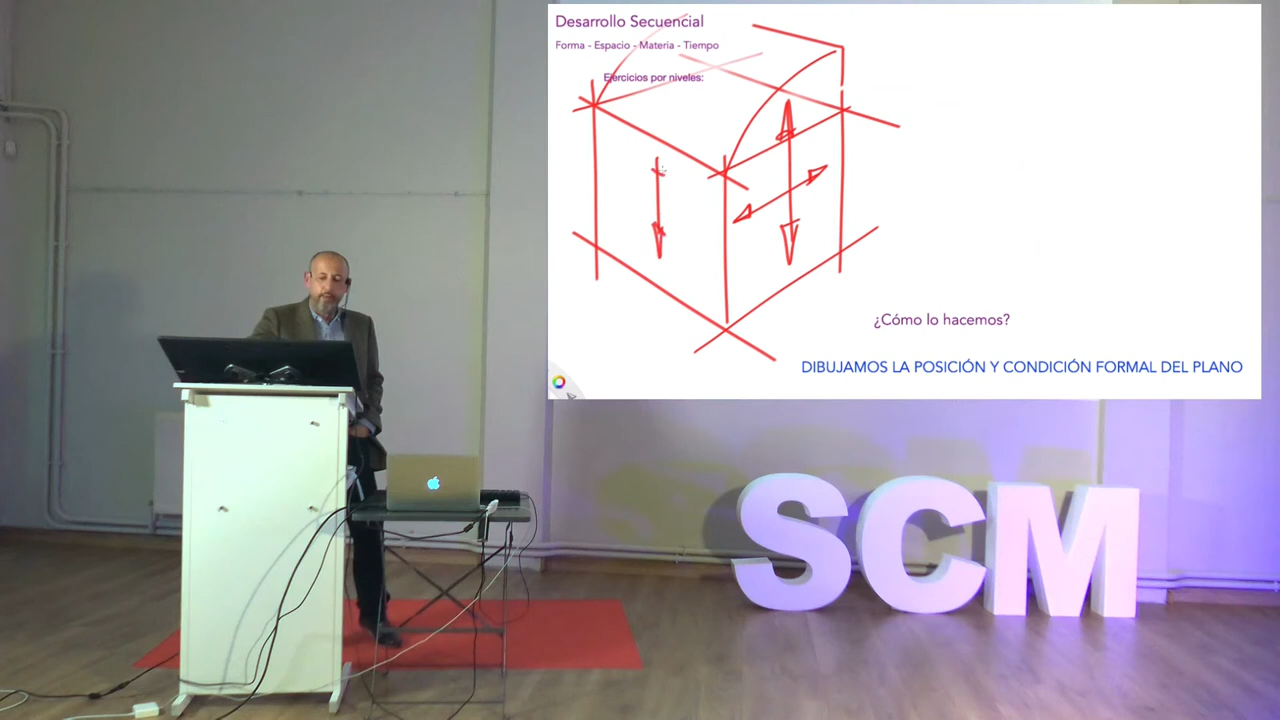 Desarrollo Secuencial
Forma - Espacio - Materia - Tiempo
Ejercicios por niveles:
¿Cómo lo hacemos?
DIBUJAMOS LA POSICIÓN Y CONDICIÓN FORMAL DEL PLANO
SCM